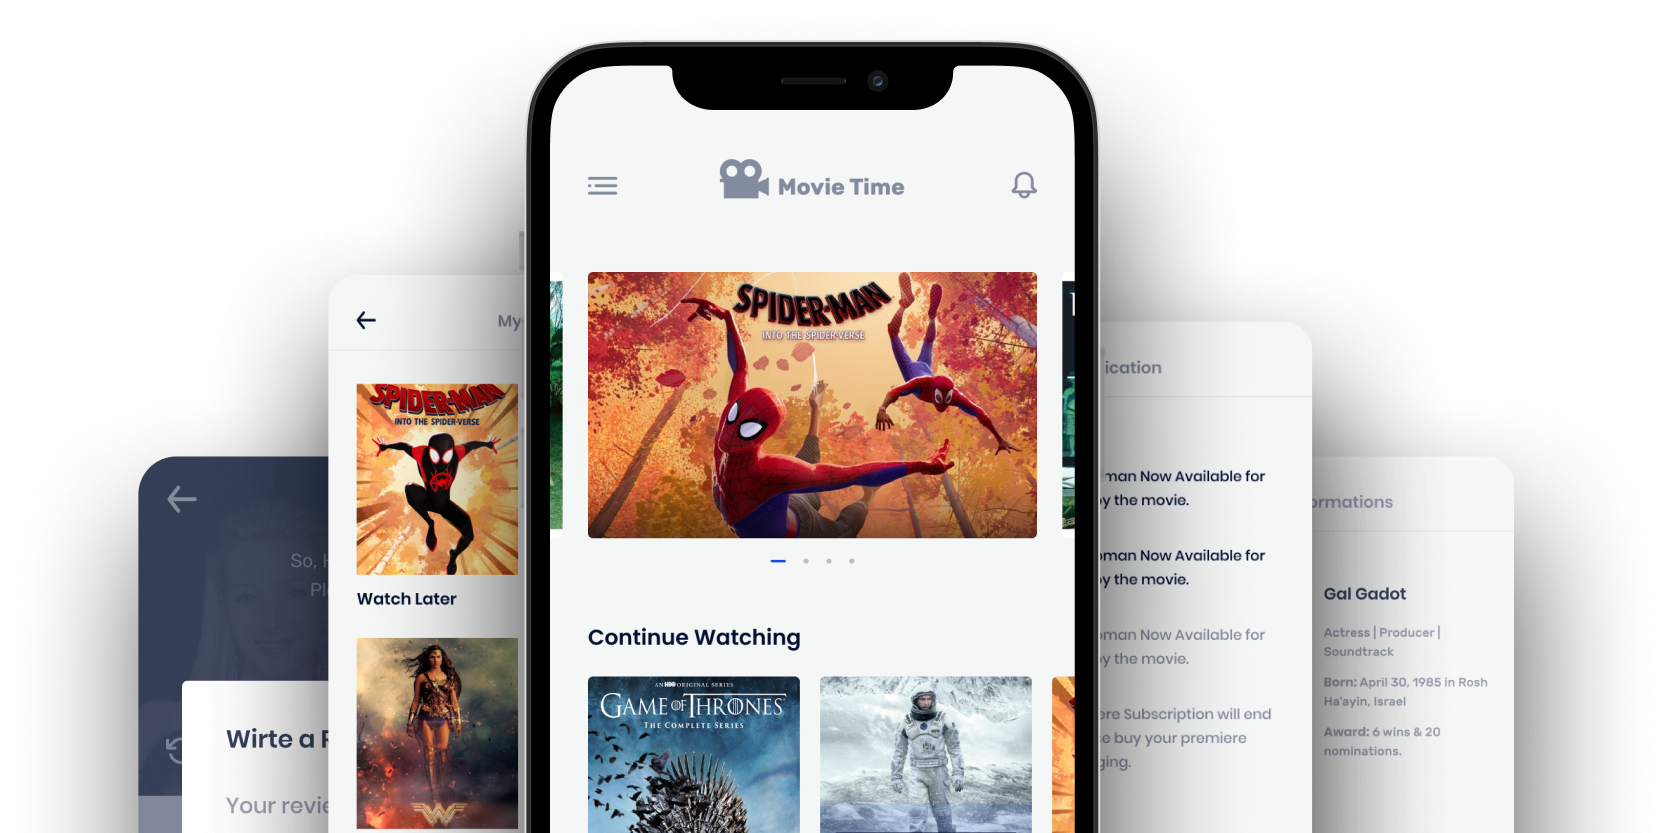 Movie Time
SPIDER-MAN
INTO THE SPIDER-VERSE
Continue Watching
AN HBO ORIGINAL SERIES
GAME OF THRONES
THE COMPLETE SERIES
My
SPIDER-MAN
INTO THE SPIDER-VERSE
Watch Later
So,
Wirte a
Your revie
ication
man Now Available for
y the movie.
man Now Available for
y the movie.
man Now Available for
y the movie.
ere Subscription will end
se buy your premiere
ging.
ormations
Gal Gadot
Actress | Producer |
Soundtrack
Born: April 30, 1985 in Rosh
Ha'ayin, Israel
Award: 6 wins & 20
nominations.